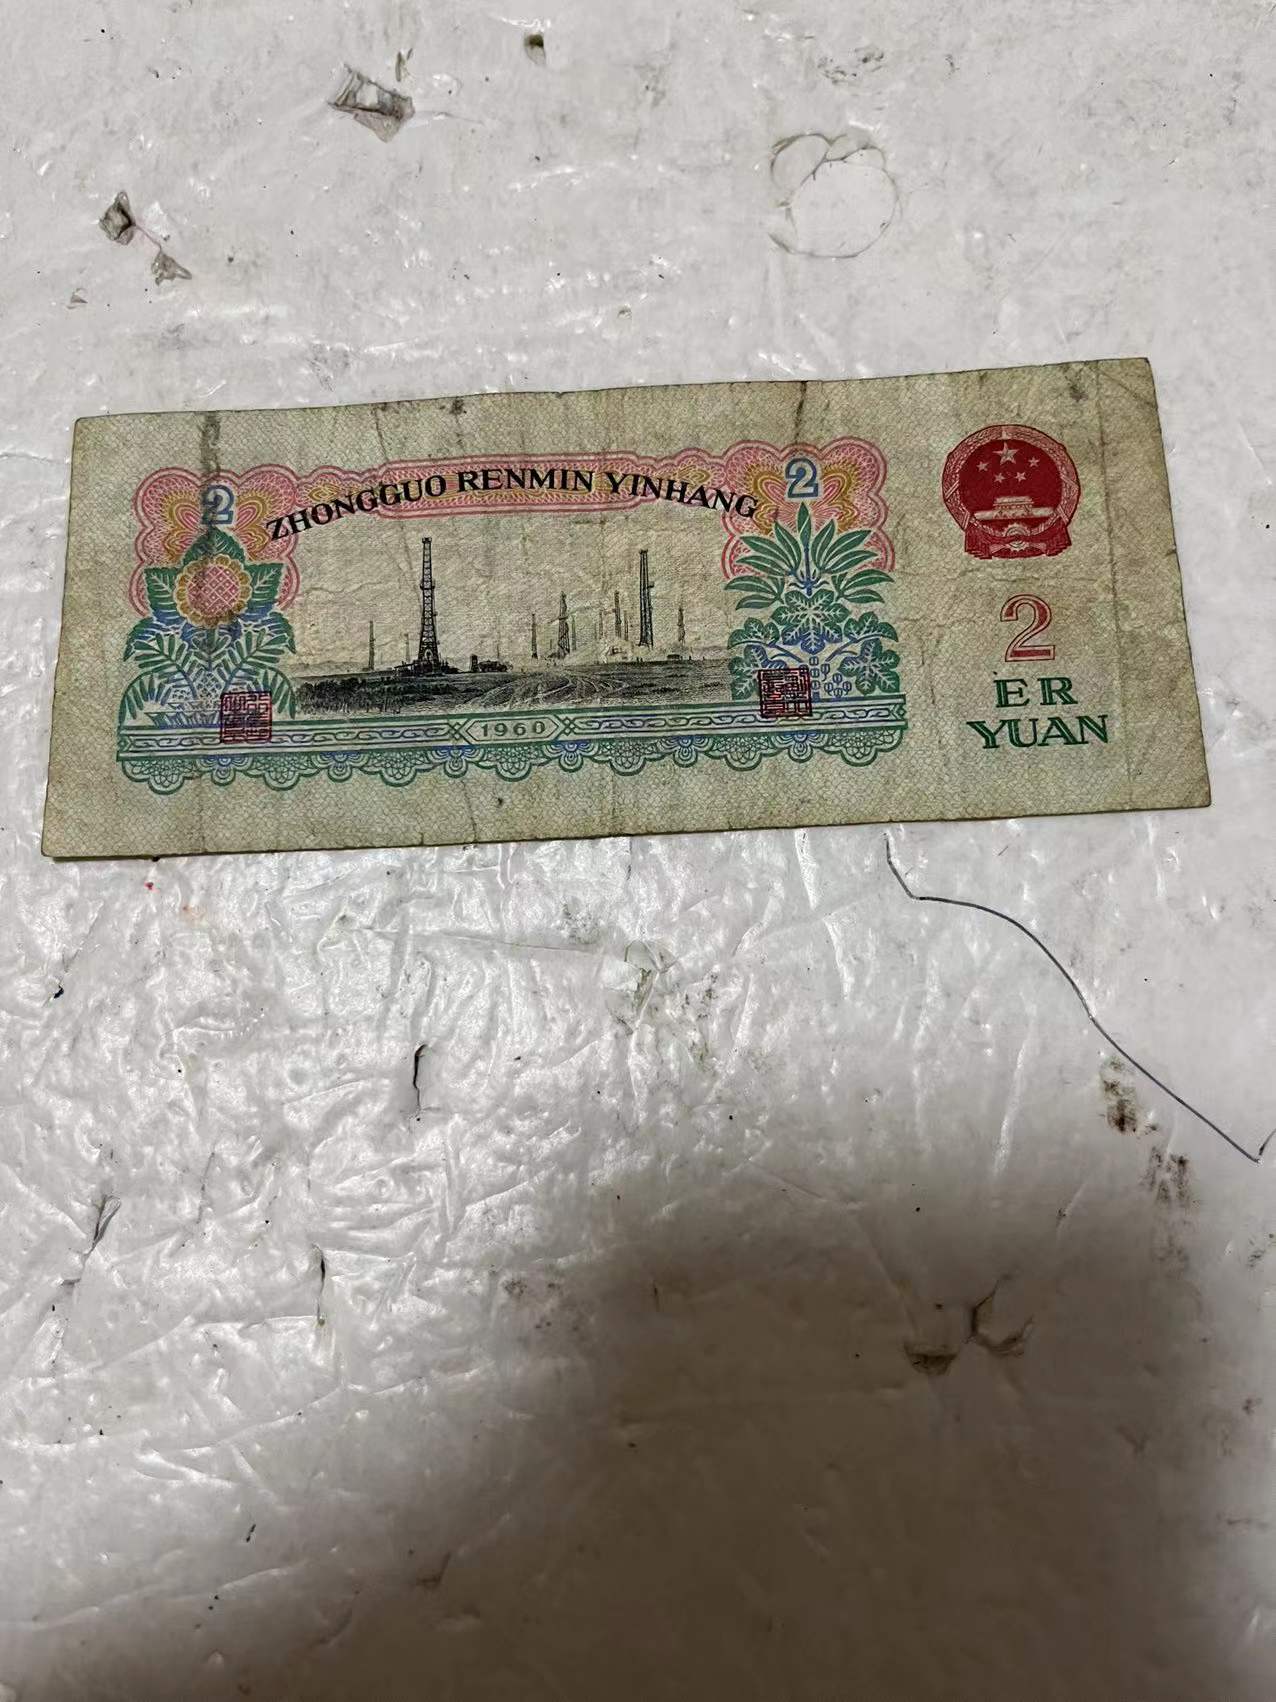 2
ZHONGGUO RENMIN YINHANG
2
2
ER
YUAN
1960